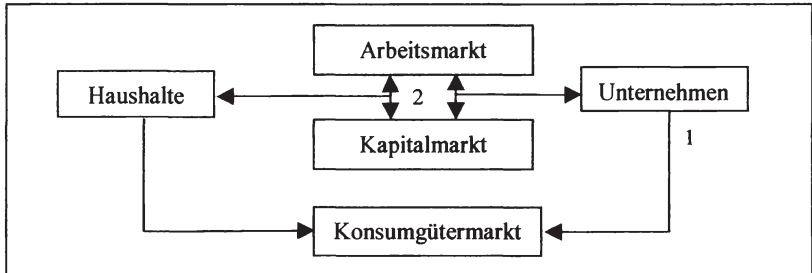 Arbeitsmarkt
Haushalte
2
Unternehmen
Kapitalmarkt
1
Konsumgütermarkt